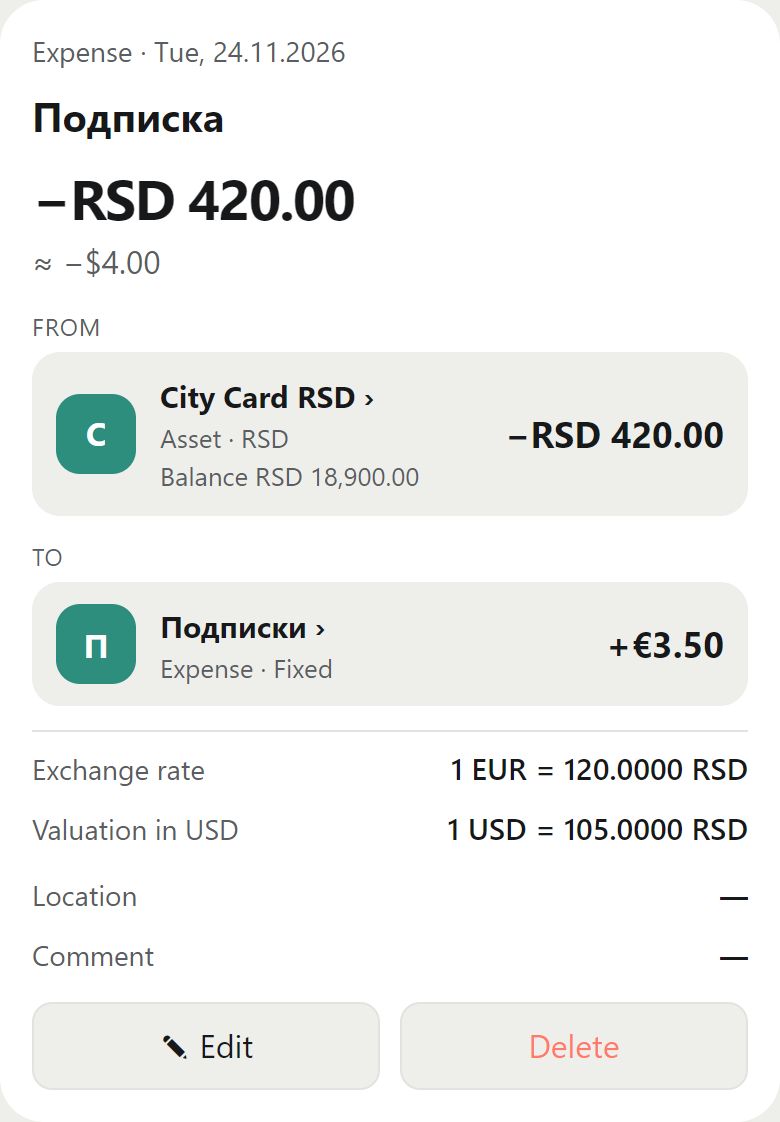 Expense · Tue, 24.11.2026
Подписка
−RSD 420.00
≈ −$4.00
FROM
C
City Card RSD ›
Asset · RSD
Balance RSD 18,900.00
−RSD 420.00
TO
П
Подписки ›
Expense · Fixed
+€3.50
Exchange rate 1 EUR = 120.0000 RSD
Valuation in USD 1 USD = 105.0000 RSD
Location —
Comment —
✎ Edit
Delete